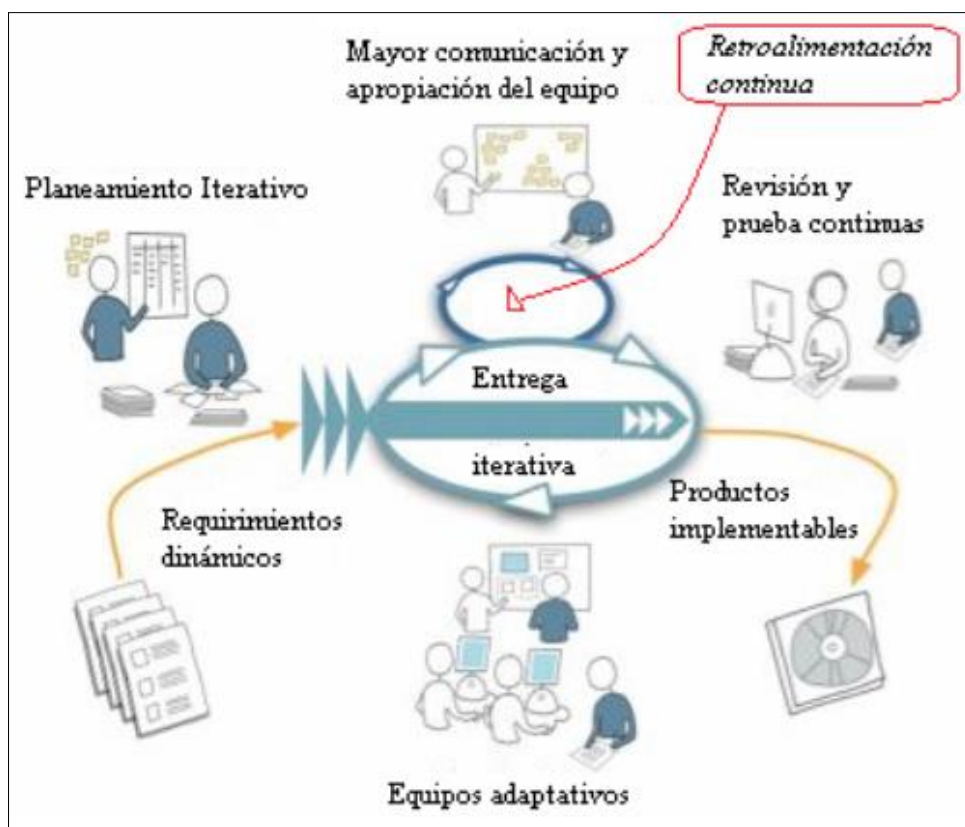 Mayor comunicación y
apropiación del equipo
Retroalimentación
continua
Planeamiento Iterativo
Revisión y
prueba continuas
Entrega
iterativa
Requirimientos
dinámicos
Productos
implementables
Equipos adaptativos